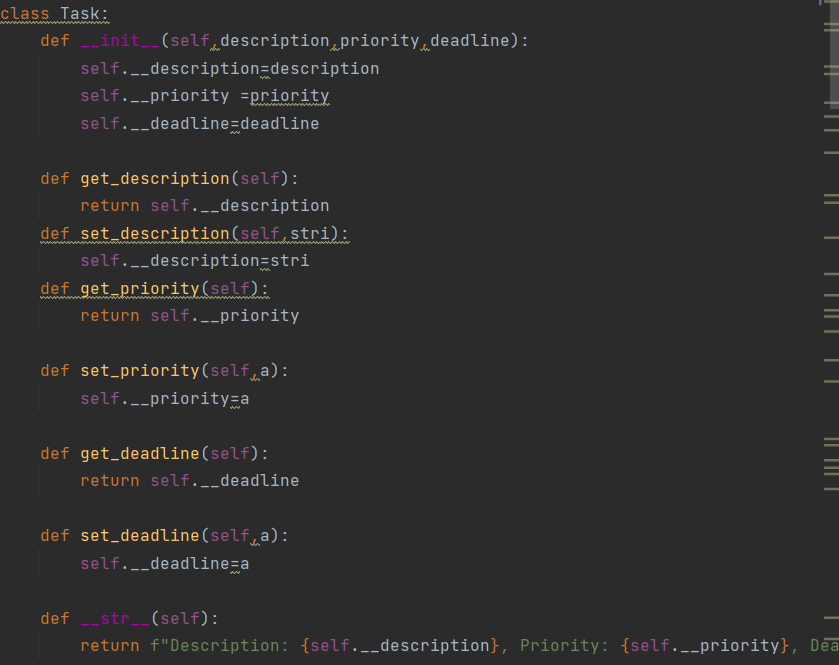 class Task:
    def __init__(self,description,priority,deadline):
        self.__description=description
        self.__priority =priority
        self.__deadline=deadline

    def get_description(self):
        return self.__description
    def set_description(self,stri):
        self.__description=stri
    def get_priority(self):
        return self.__priority

    def set_priority(self,a):
        self.__priority=a

    def get_deadline(self):
        return self.__deadline

    def set_deadline(self,a):
        self.__deadline=a

    def __str__(self):
        return f"Description: {self.__description}, Priority: {self.__priority}, Dea